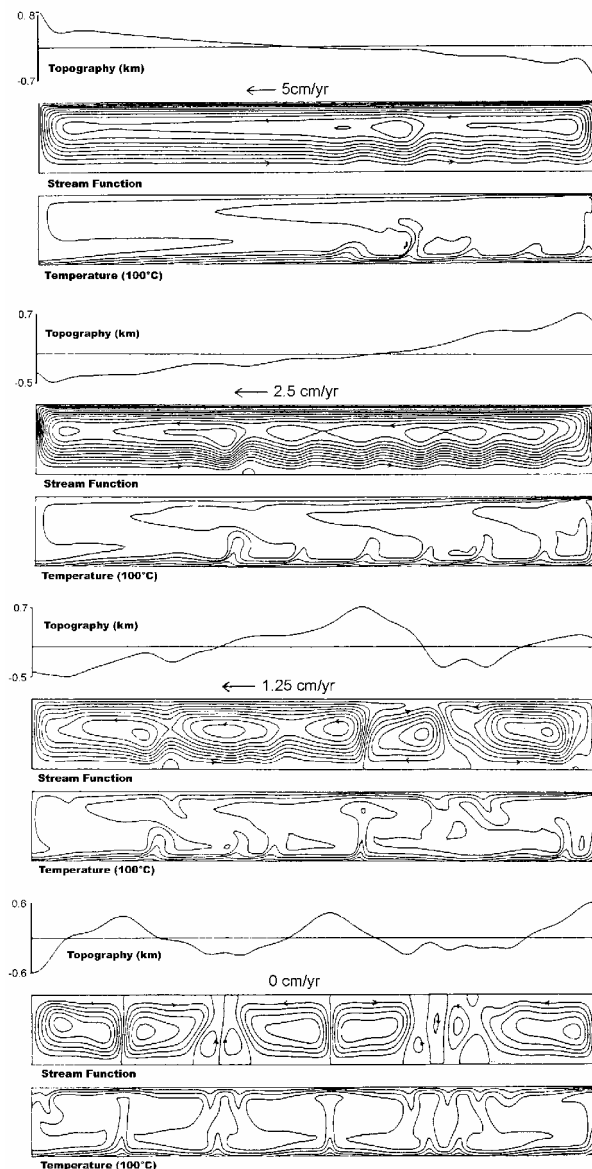 0.8
-0.7
Topography (km)
← 5cm/yr
Stream Function
Temperature (100°C)
0.7
Topography (km)
-0.5
← 2.5 cm/yr
Stream Function
Temperature (100°C)
0.7
Topography (km)
-0.5
← 1.25 cm/yr
Stream Function
Temperature (100°C)
0.6
Topography (km)
-0.6
0 cm/yr
Stream Function
Temperature (100°C)